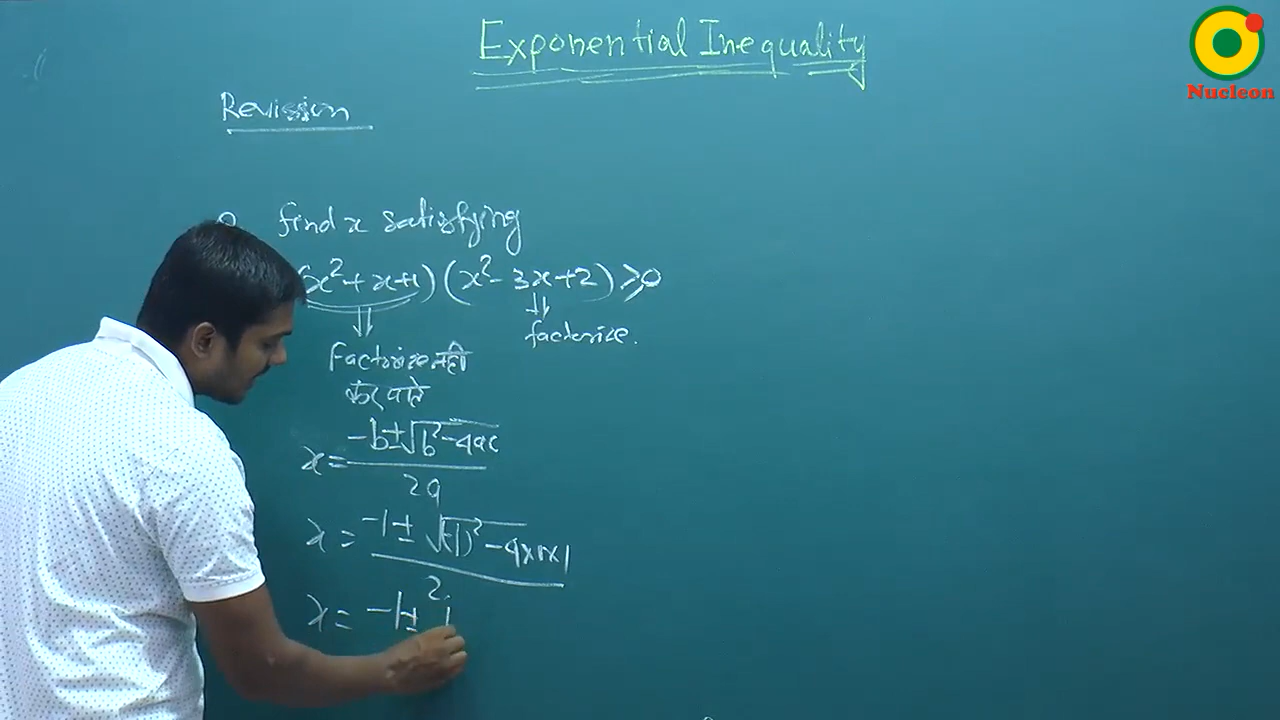 Exponential Inequality
Nucleon
Revission
find x satisfying
x²+x+1) (x²-3x+2) ≥0
⇓ ⇓
Factorize नही factorize.
कर पाते
x = -b±√b²-4ac
2a
x = -1± √(-1)²-4×1×1
2
x = -1± i